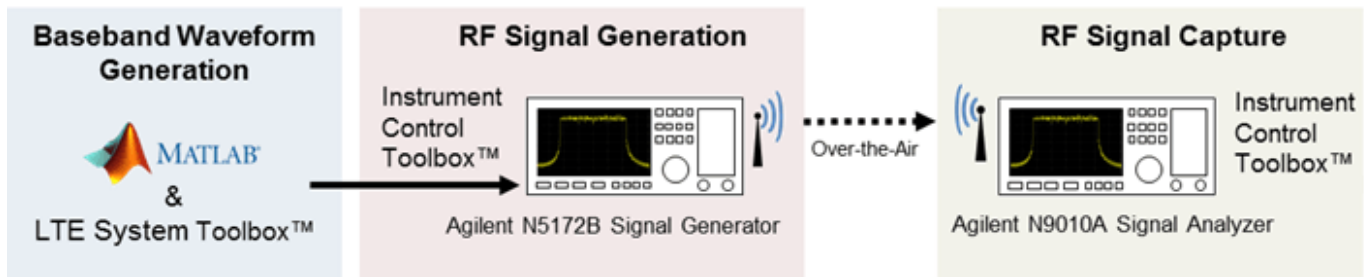 Baseband Waveform
Generation
MATLAB®
&
LTE System Toolbox™
RF Signal Generation
Instrument
Control
Toolbox™
Agilent N5172B Signal Generator
Over-the-Air
RF Signal Capture
Instrument
Control
Toolbox™
Agilent N9010A Signal Analyzer